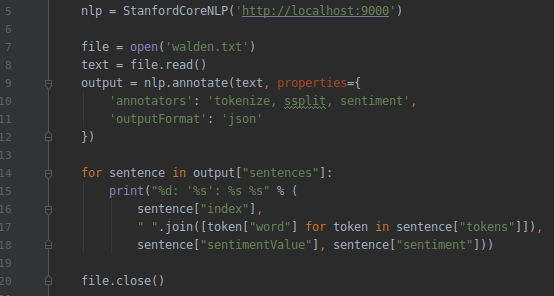 5 nlp = StanfordCoreNLP('http://localhost:9000')
6
7 file = open('walden.txt')
8 text = file.read()
9 output = nlp.annotate(text, properties={
10 'annotators': 'tokenize, ssplit, sentiment',
11 'outputFormat': 'json'
12 })
13
14 for sentence in output["sentences"]:
15 print("%d: '%s': %s %s" % (
16 sentence["index"],
17 " ".join([token["word"] for token in sentence["tokens"]]),
18 sentence["sentimentValue"], sentence["sentiment"]))
19
20 file.close()